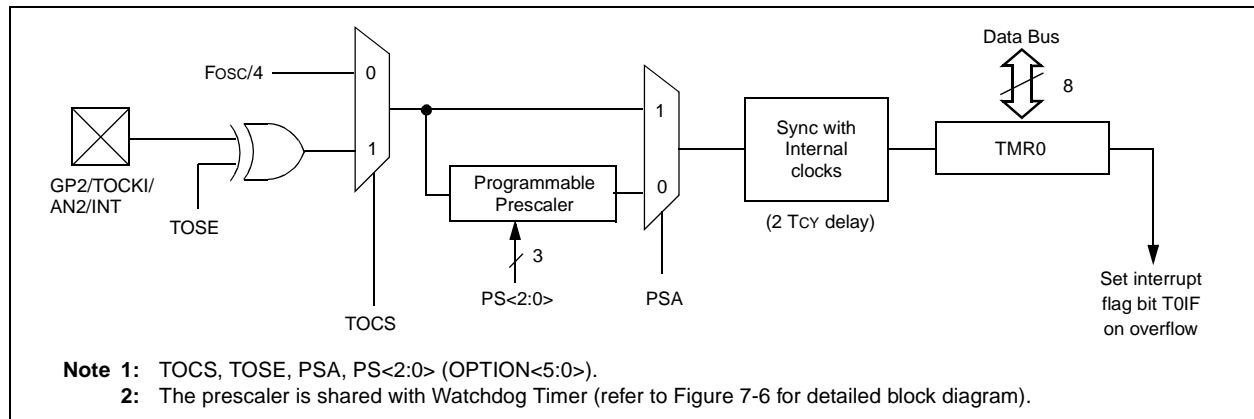 Data Bus
FOSC/4
0
8
1
1
Sync with
Internal
clocks
TMR0
GP2/TOCKI/
AN2/INT
Programmable
Prescaler
0
TOSE
(2 TCY delay)
3
PS<2:0>
PSA
TOCS
Set interrupt
flag bit T0IF
on overflow
Note 1: TOCS, TOSE, PSA, PS<2:0> (OPTION<5:0>).
2: The prescaler is shared with Watchdog Timer (refer to Figure 7-6 for detailed block diagram).